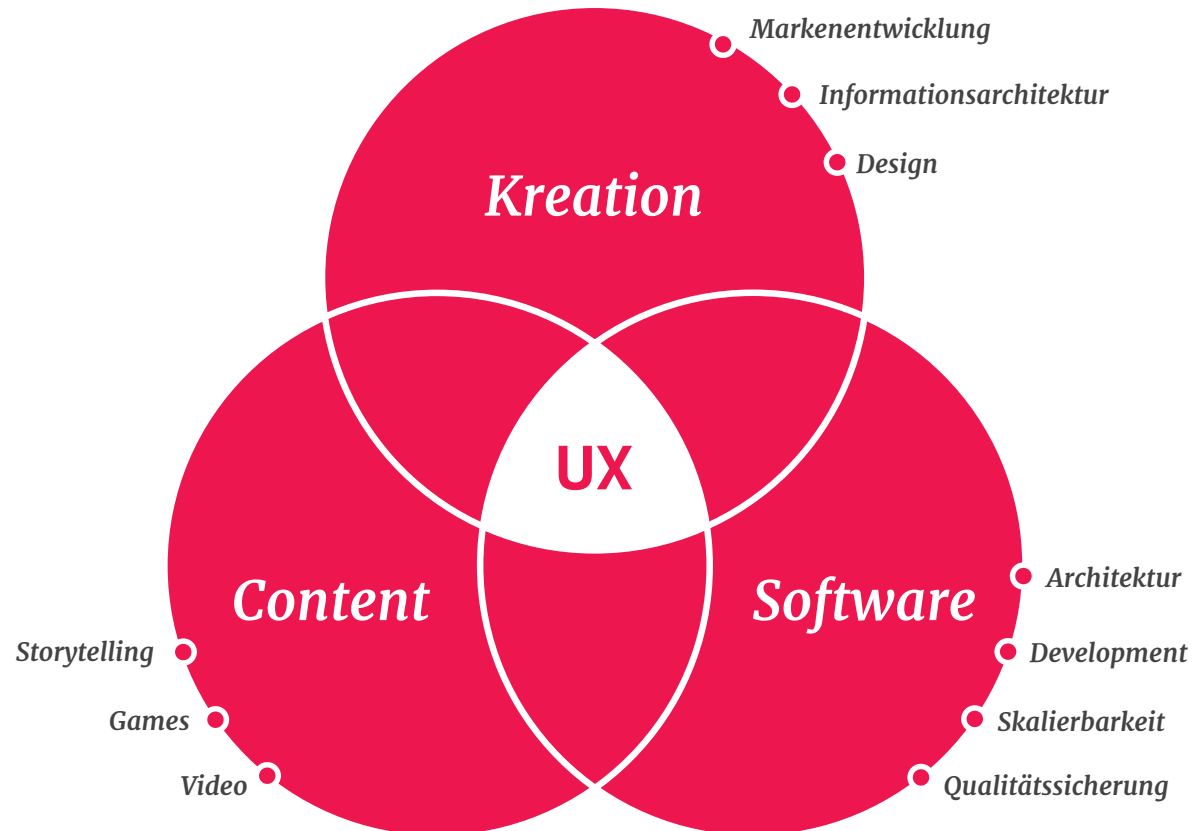 Markenentwicklung
Informationsarchitektur
Design
Kreation
UX
Content
Software
Storytelling
Games
Video
Architektur
Development
Skalierbarkeit
Qualitätssicherung